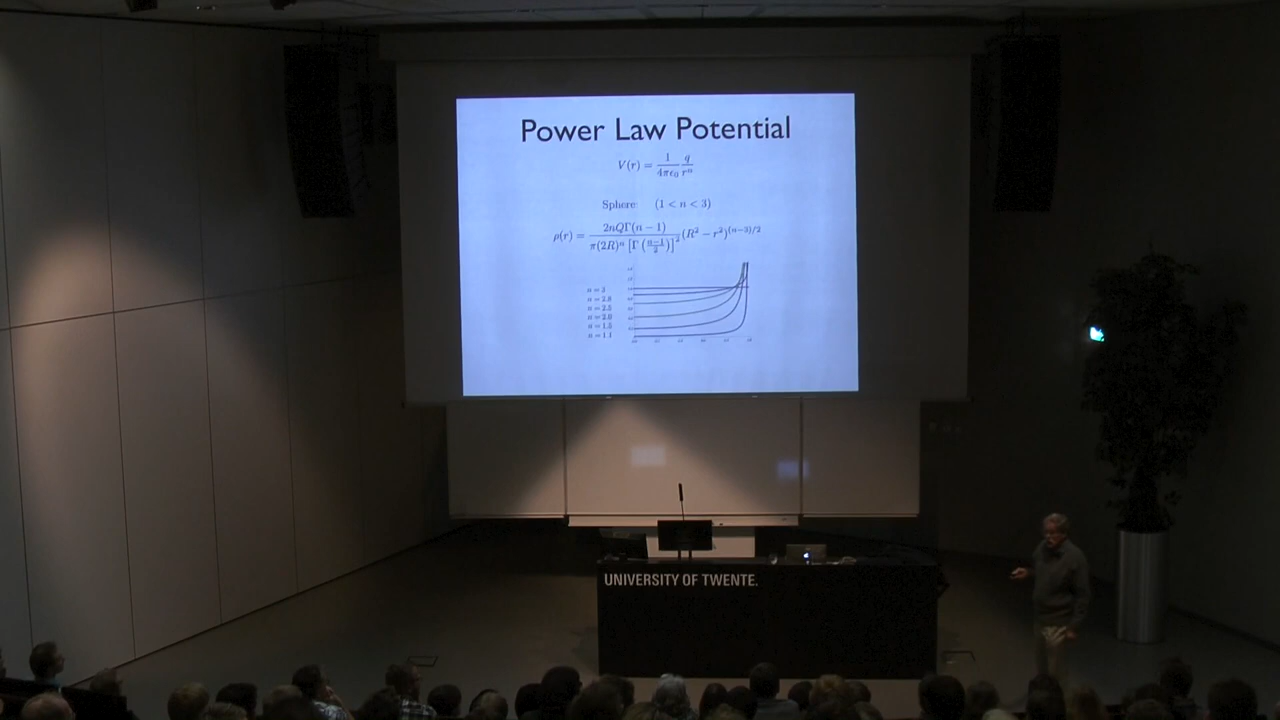 Power Law Potential
V(r) = 1/4πϵ₀ q/rⁿ
Sphere: (1 < n < 3)
ρ(r) = 2nQΓ(n − 1)/π(2R)ⁿ [Γ((n−1)/2)]² (R² − r²)^(n−3)/2
n = 3
n = 2.8
n = 2.5
n = 2.0
n = 1.5
n = 1.1
UNIVERSITY OF TWENTE.